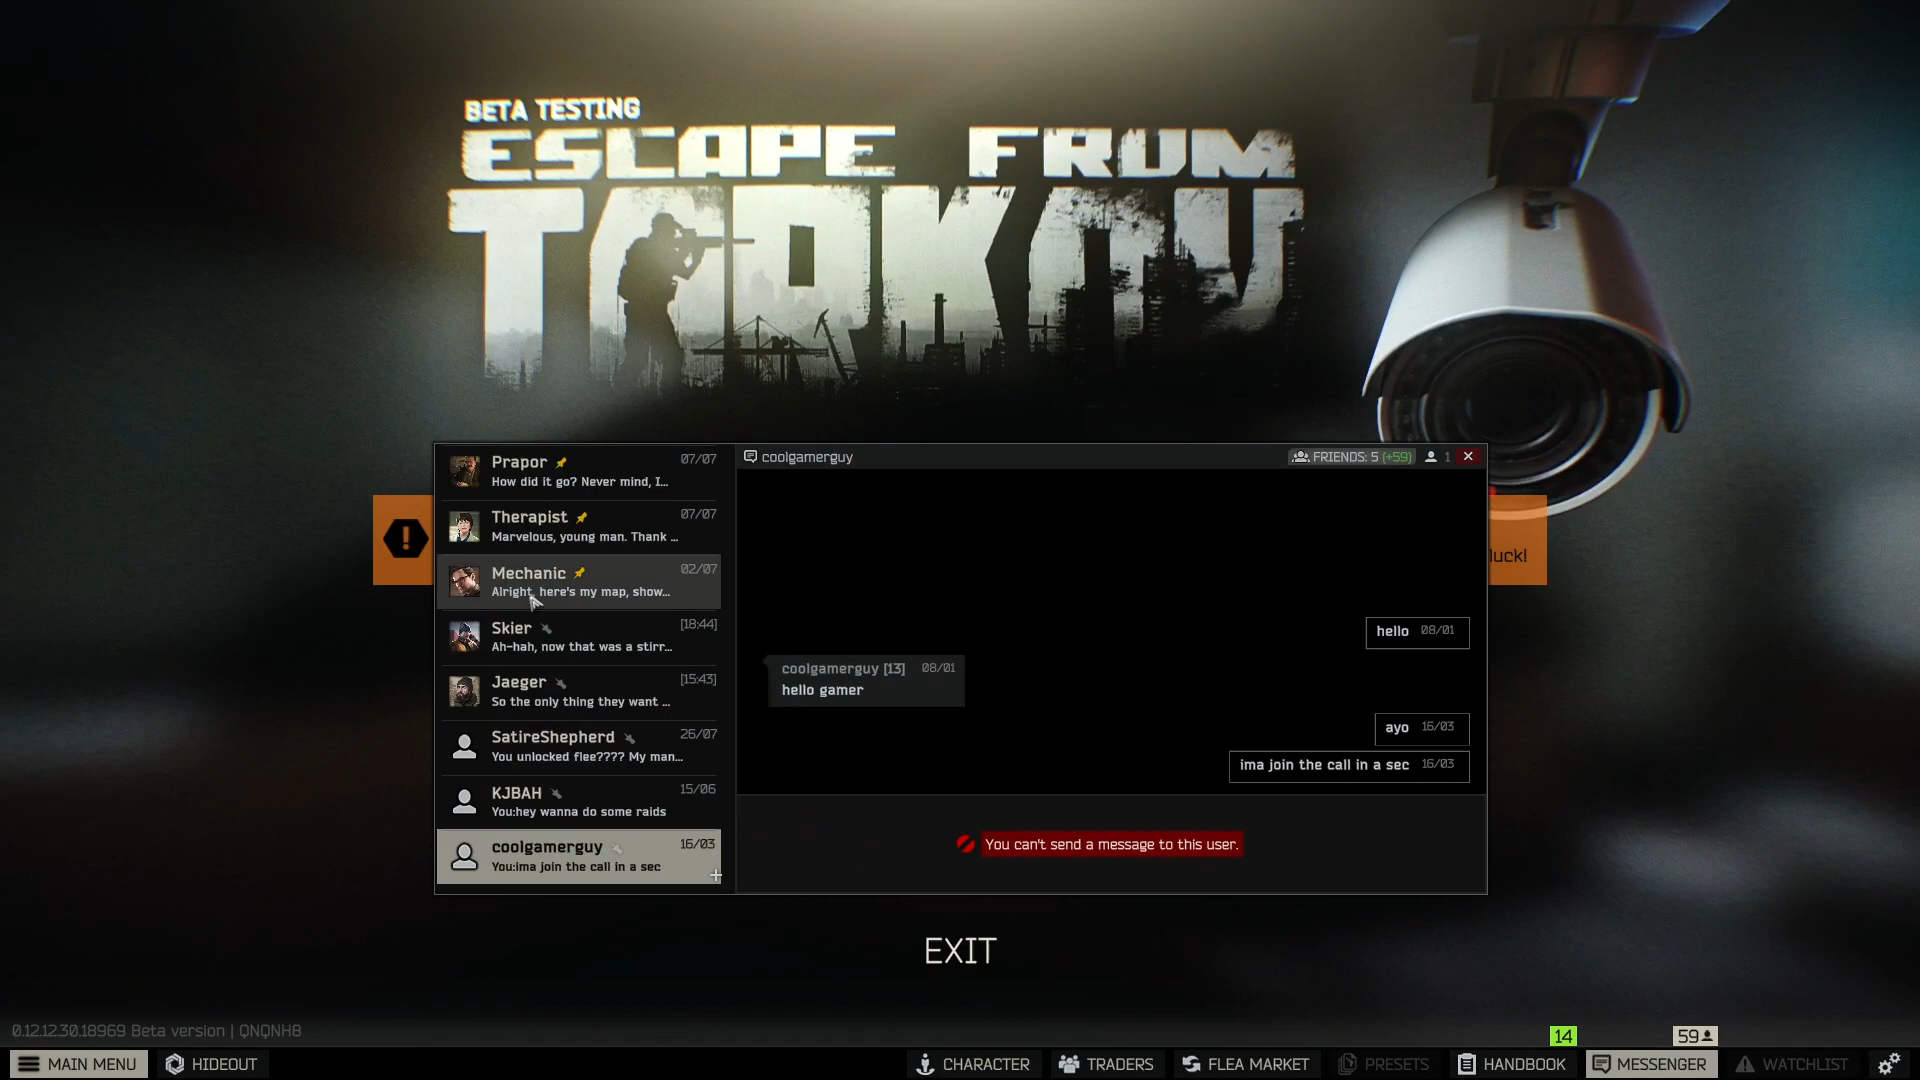 BETA TESTING
ESCAPE FROM
TARKOV
Prapor 07/07
How did it go? Never mind, I...
Therapist 07/07
Marvelous, young man. Thank ...
Mechanic 02/07
Alright, here's my map, show...
Skier [18:44]
Ah-hah, now that was a stirr...
Jaeger [15:43]
So the only thing they want ...
SatireShepherd 26/07
You unlocked flee???? My man...
KJBAH 15/06
You:hey wanna do some raids
coolgamerguy 16/03
You:ima join the call in a sec
coolgamerguy
FRIENDS: 5 (+59) 1
hello 08/01
coolgamerguy [13] 08/01
hello gamer
ayo 16/03
ima join the call in a sec 16/03
You can't send a message to this user.
luck!
EXIT
0.12.12.30.18969 Beta version | QNQNH8
14
59
MAIN MENU
HIDEOUT
CHARACTER
TRADERS
FLEA MARKET
PRESETS
HANDBOOK
MESSENGER
WATCHLIST